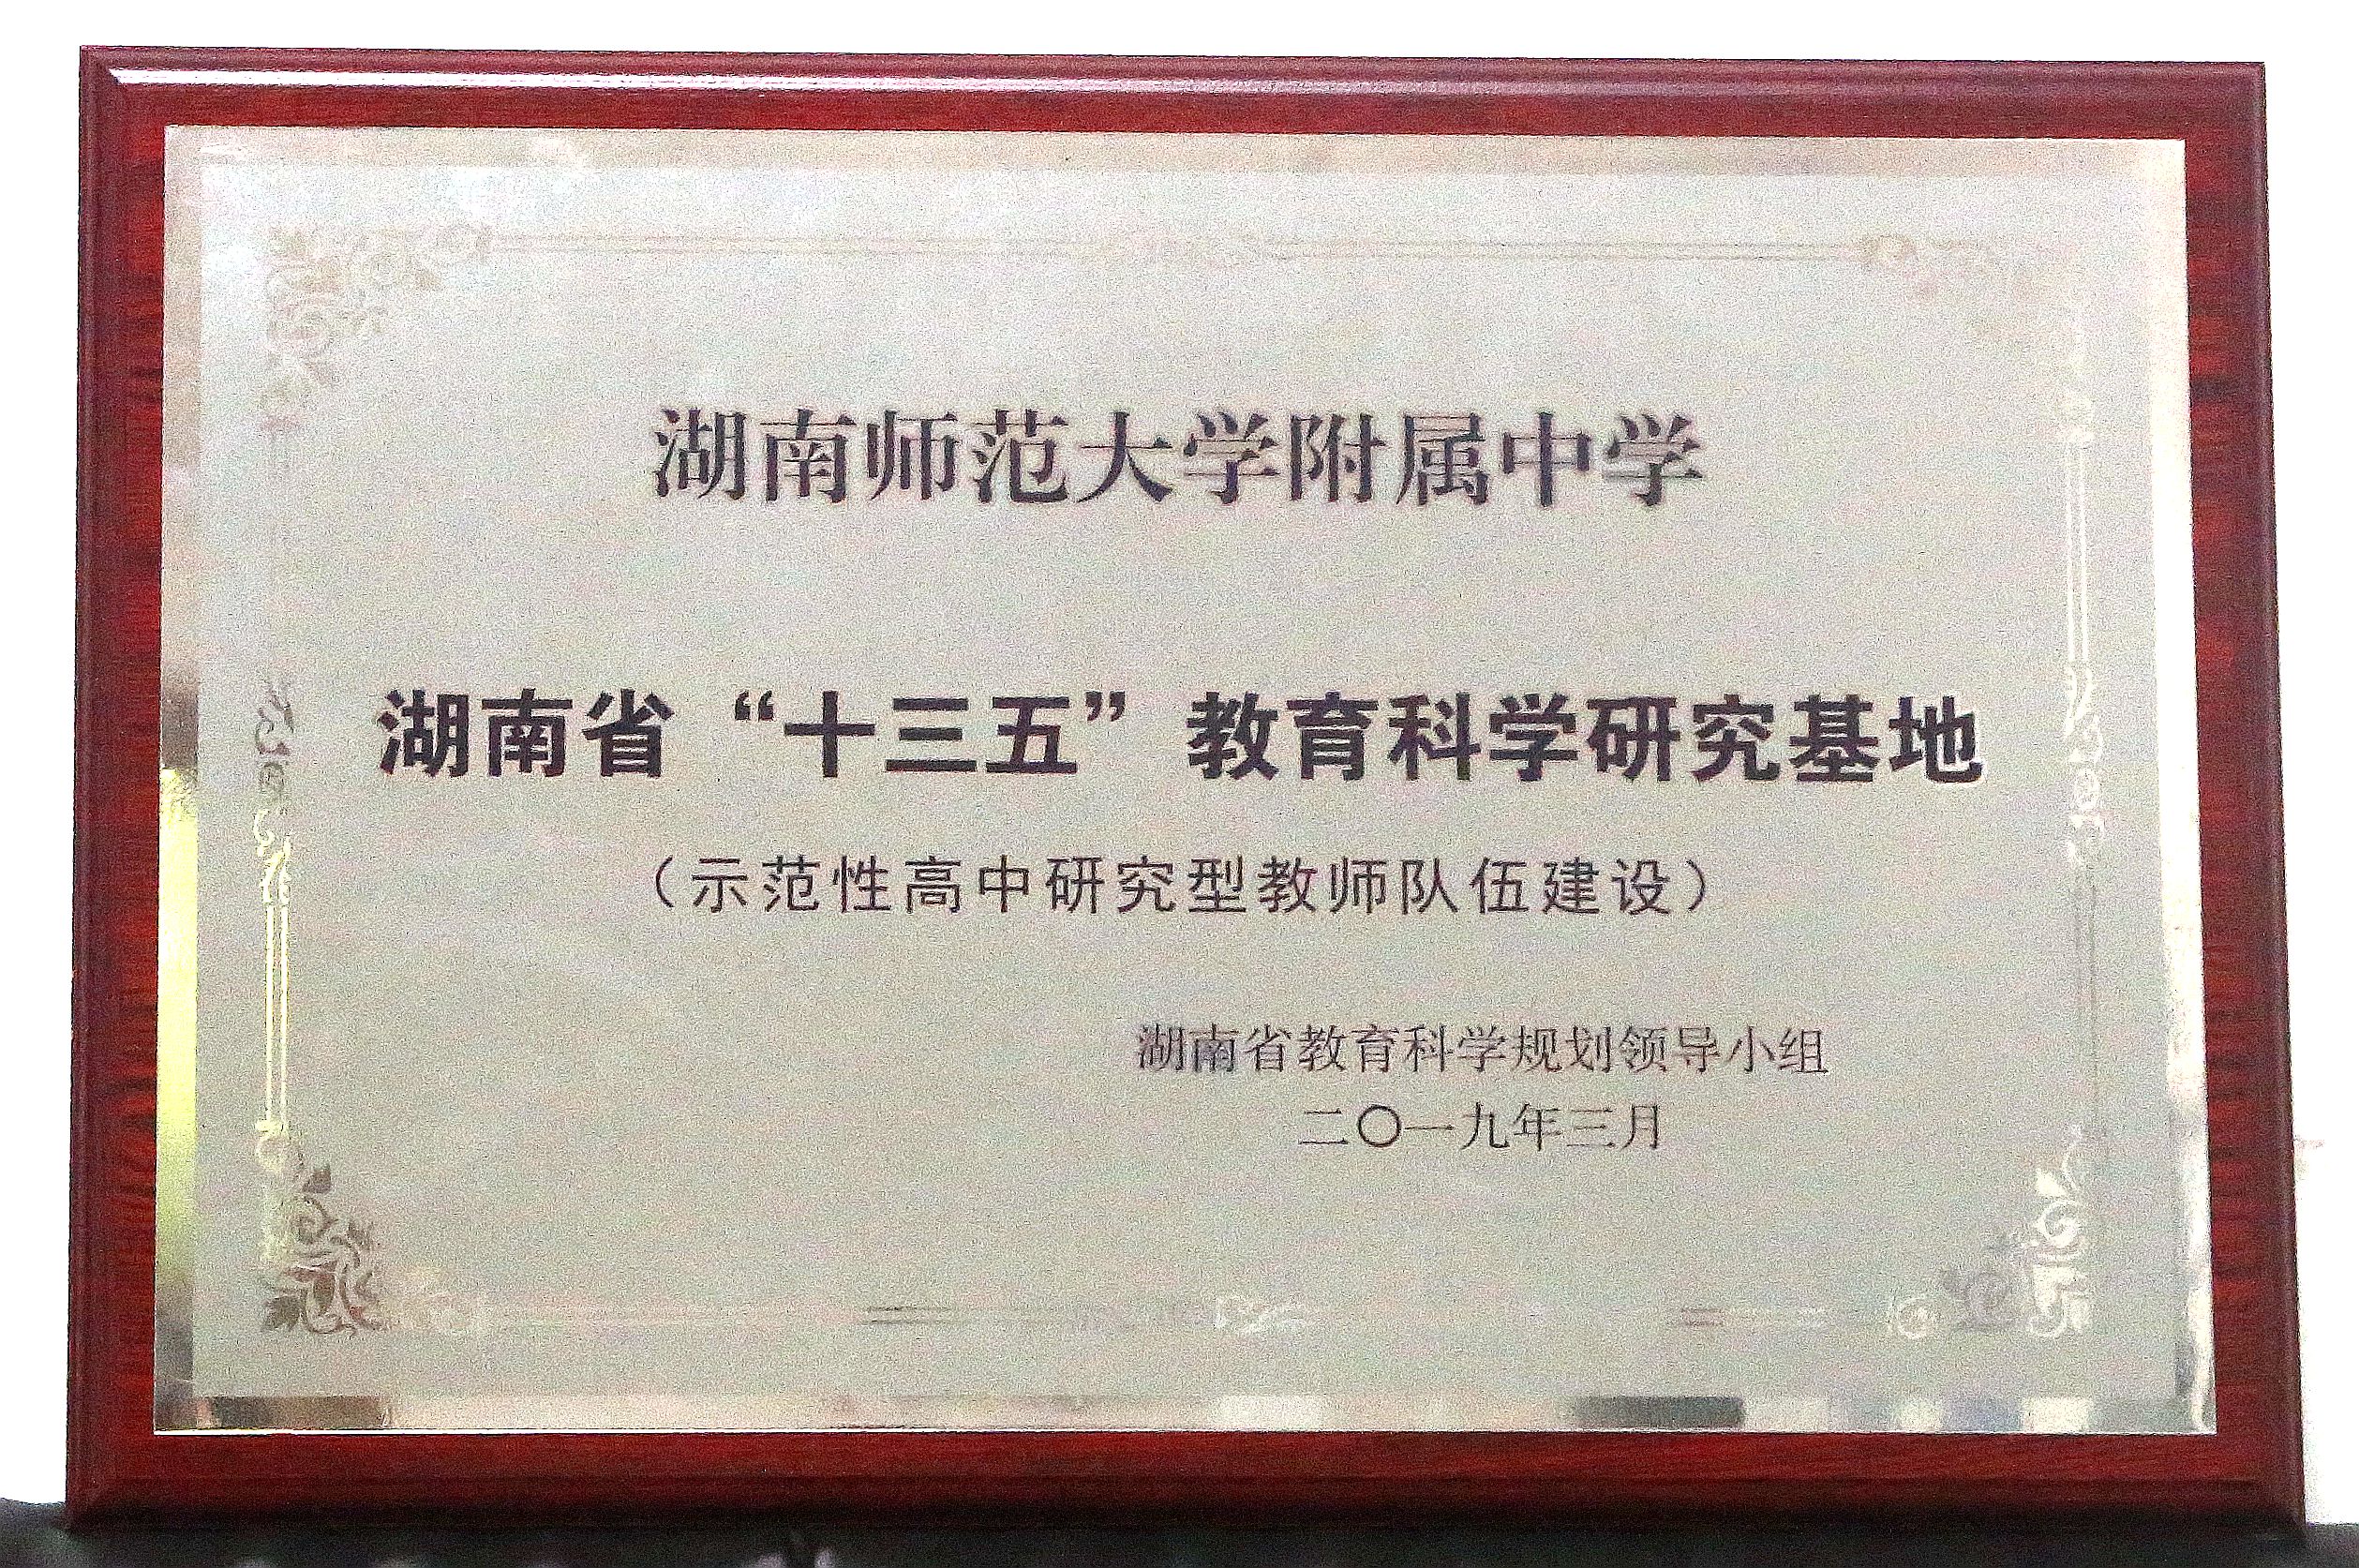 湖南师范大学附属中学
湖南省“十三五”教育科学研究基地
（示范性高中研究型教师队伍建设）
湖南省教育科学规划领导小组
二〇一九年三月